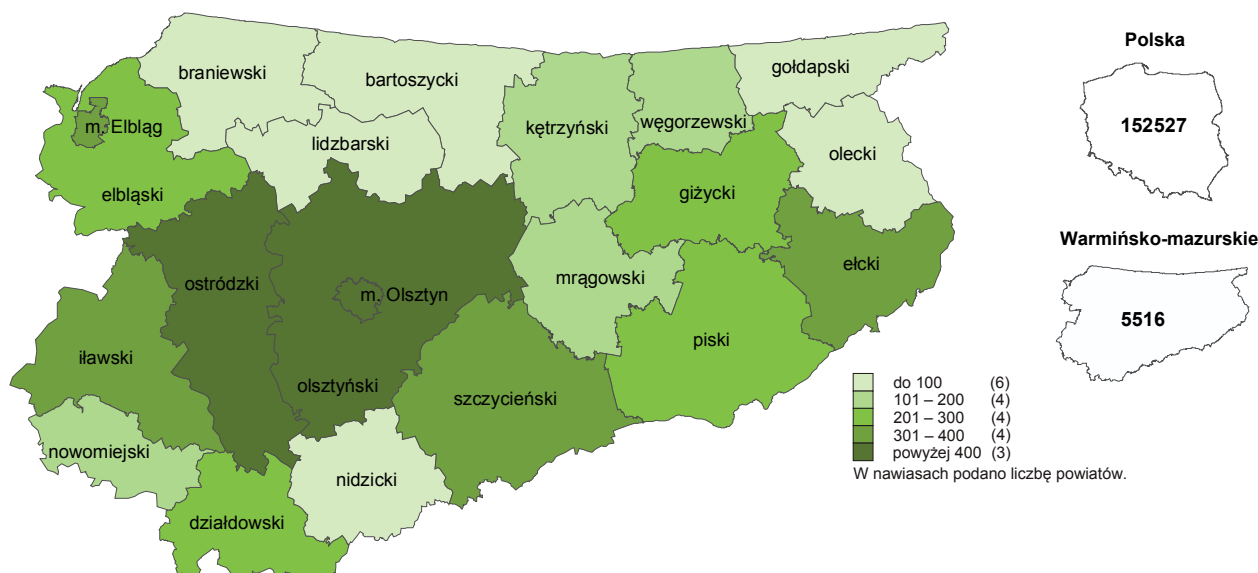 braniewski
bartoszycki
gołdapski
m. Elbląg
kętrzyński
węgorzewski
lidzbarski
olecki
elbląski
giżycki
ostródzki
mrągowski
ełcki
m. Olsztyn
iławski
piski
olsztyński
szczycieński
nowomiejski
nidzicki
działdowski
Polska
152527
Warmińsko-mazurskie
5516
do 100 (6)
101 – 200 (4)
201 – 300 (4)
301 – 400 (4)
powyżej 400 (3)
W nawiasach podano liczbę powiatów.